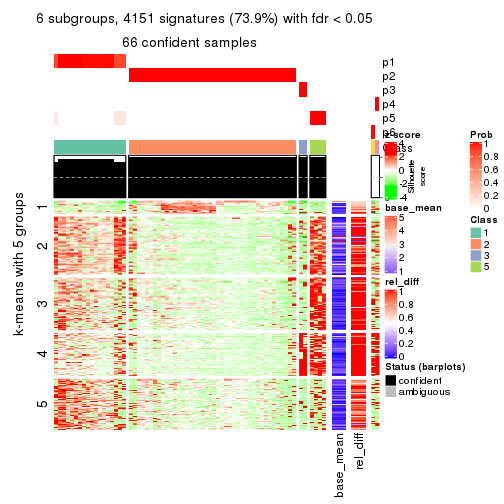 6 subgroups, 4151 signatures (73.9%) with fdr < 0.05
66 confident samples
p1
p2
p3
p4
p5
p6
Class
Silhouette
score
k-means with 5 groups
1
2
3
4
5
base_mean
rel_diff
z-score
4
2
0
-2
-4
base_mean
5
4
3
2
1
rel_diff
1
0.8
0.6
0.4
0.2
0
Status (barplots)
confident
ambiguous
Prob
1
0.8
0.6
0.4
0.2
0
Class
1
2
3
5